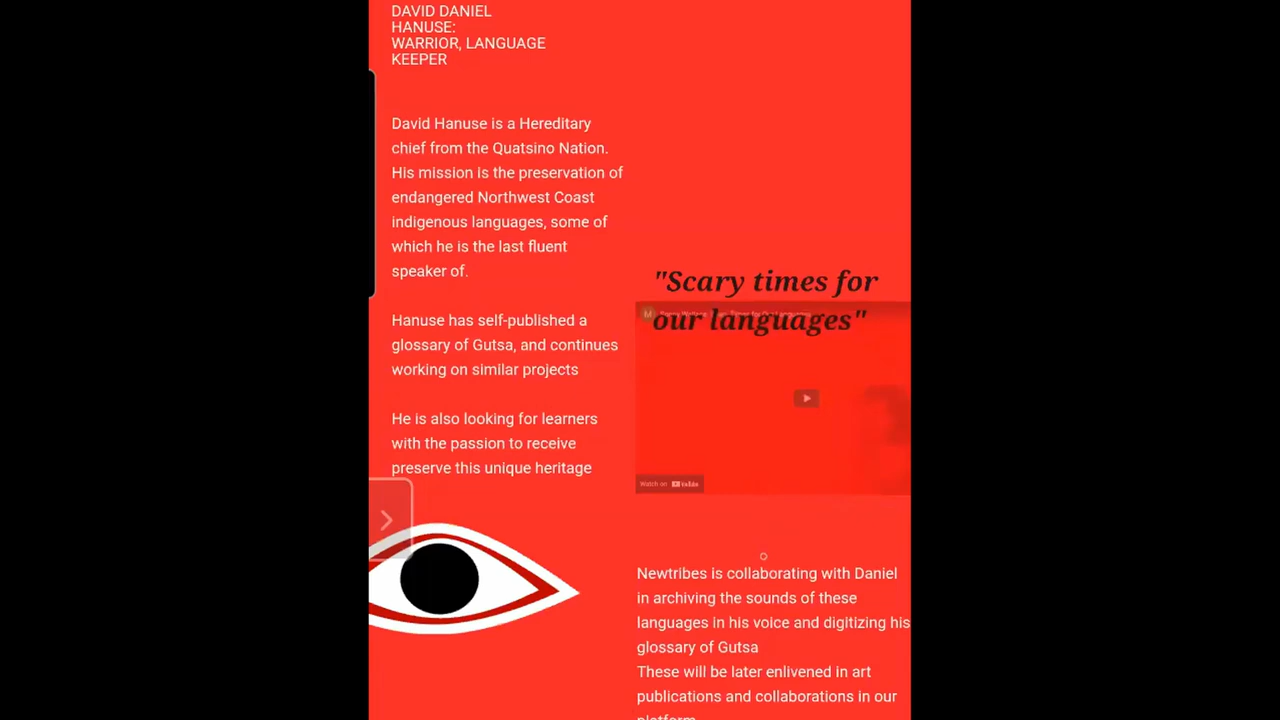 DAVID DANIEL
HANUSE:
WARRIOR, LANGUAGE
KEEPER
David Hanuse is a Hereditary
chief from the Quatsino Nation.
His mission is the preservation of
endangered Northwest Coast
indigenous languages, some of
which he is the last fluent
speaker of.
Hanuse has self-published a
glossary of Gutsa, and continues
working on similar projects
He is also looking for learners
with the passion to receive
preserve this unique heritage
"Scary times for
our languages"
M
Watch on YouTube
Newtribes is collaborating with Daniel
in archiving the sounds of these
languages in his voice and digitizing his
glossary of Gutsa
These will be later enlivened in art
publications and collaborations in our
platform